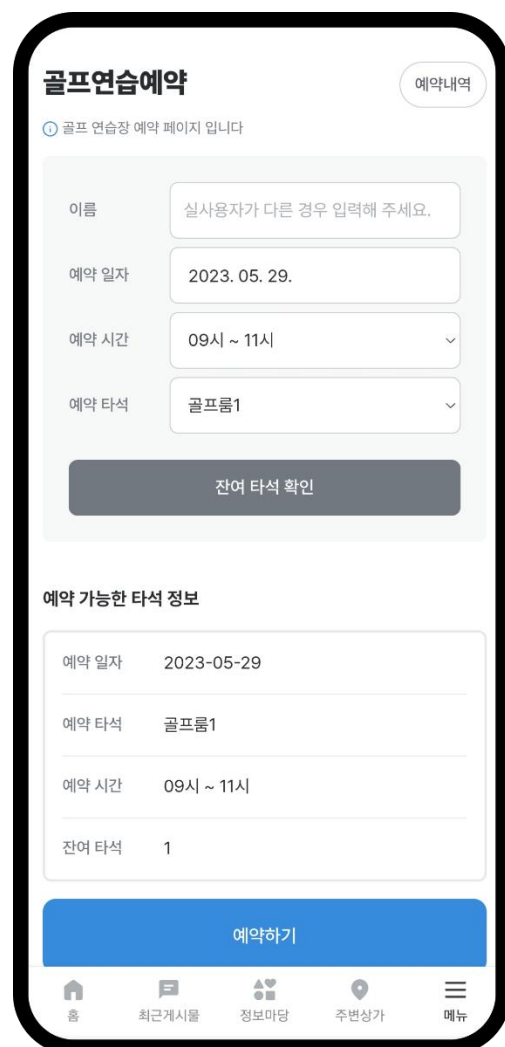 골프연습예약
예약내역
골프 연습장 예약 페이지 입니다
이름
실사용자가 다른 경우 입력해 주세요.
예약 일자
2023. 05. 29.
예약 시간
09시 ~ 11시
예약 타석
골프룸1
잔여 타석 확인
예약 가능한 타석 정보
예약 일자 2023-05-29
예약 타석 골프룸1
예약 시간 09시 ~ 11시
잔여 타석 1
예약하기
홈 최근게시물 정보마당 주변상가 메뉴